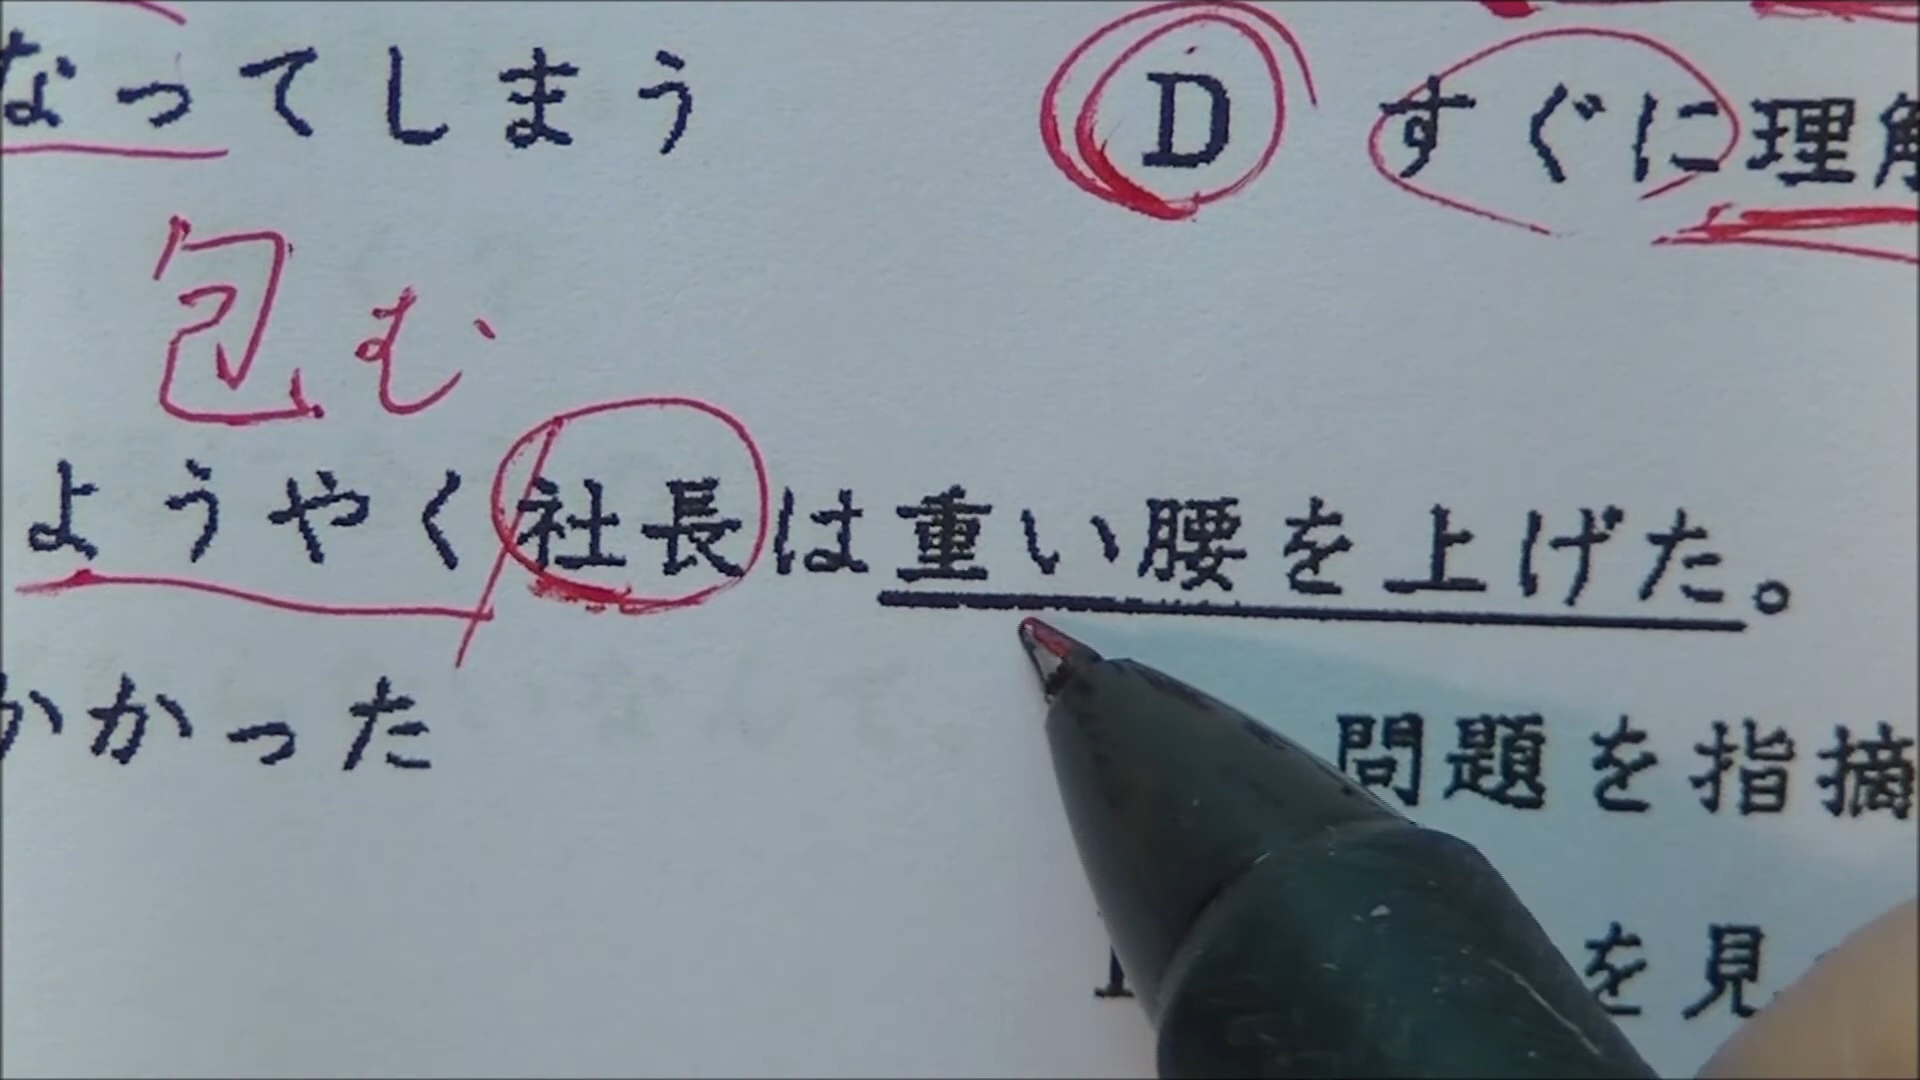 なってしまう D すぐに理解
包む
ようやく社長は重い腰を上げた。
かかった 問題を指摘
を見